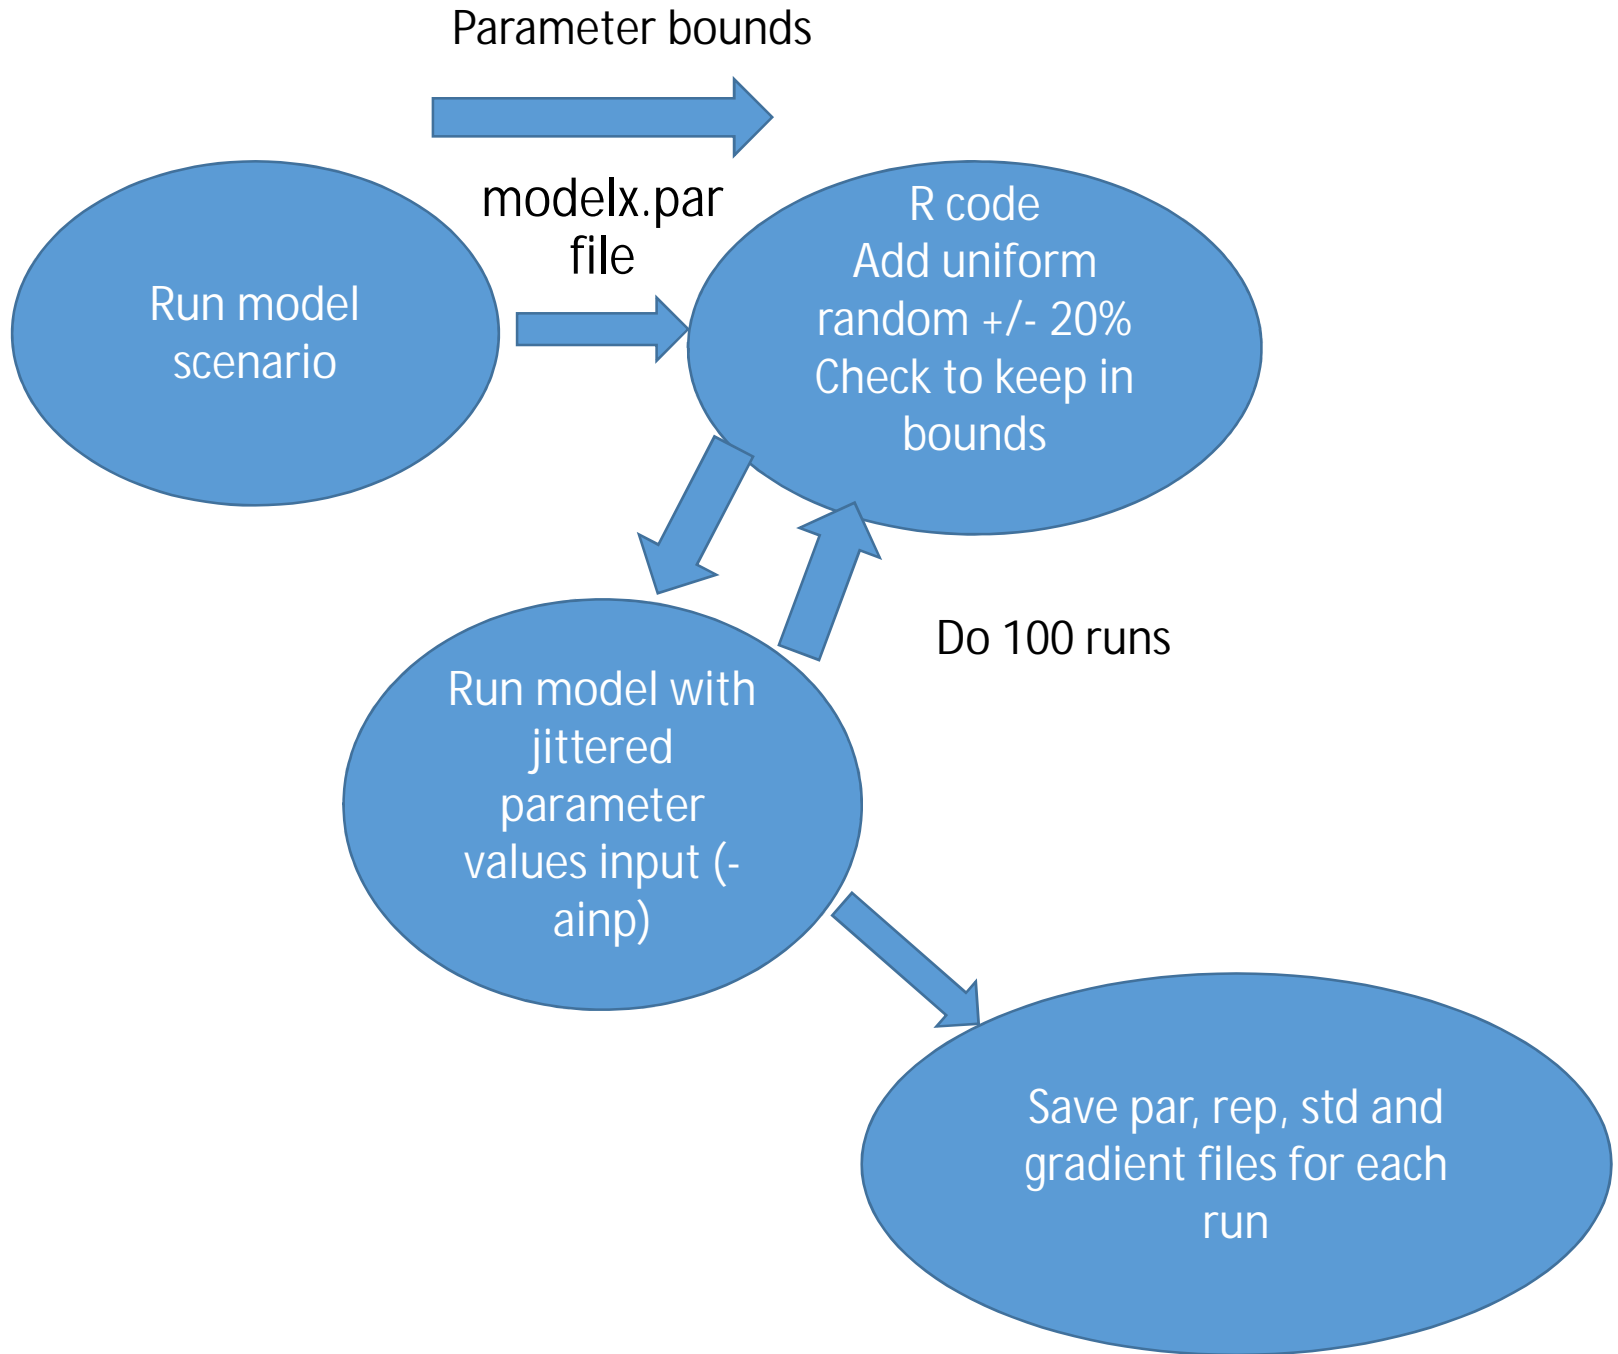 Parameter bounds
modelx.par
file
Run model
scenario
R code
Add uniform
random +/- 20%
Check to keep in
bounds
Do 100 runs
Run model with
jittered
parameter
values input (-
ainp)
Save par, rep, std and
gradient files for each
run